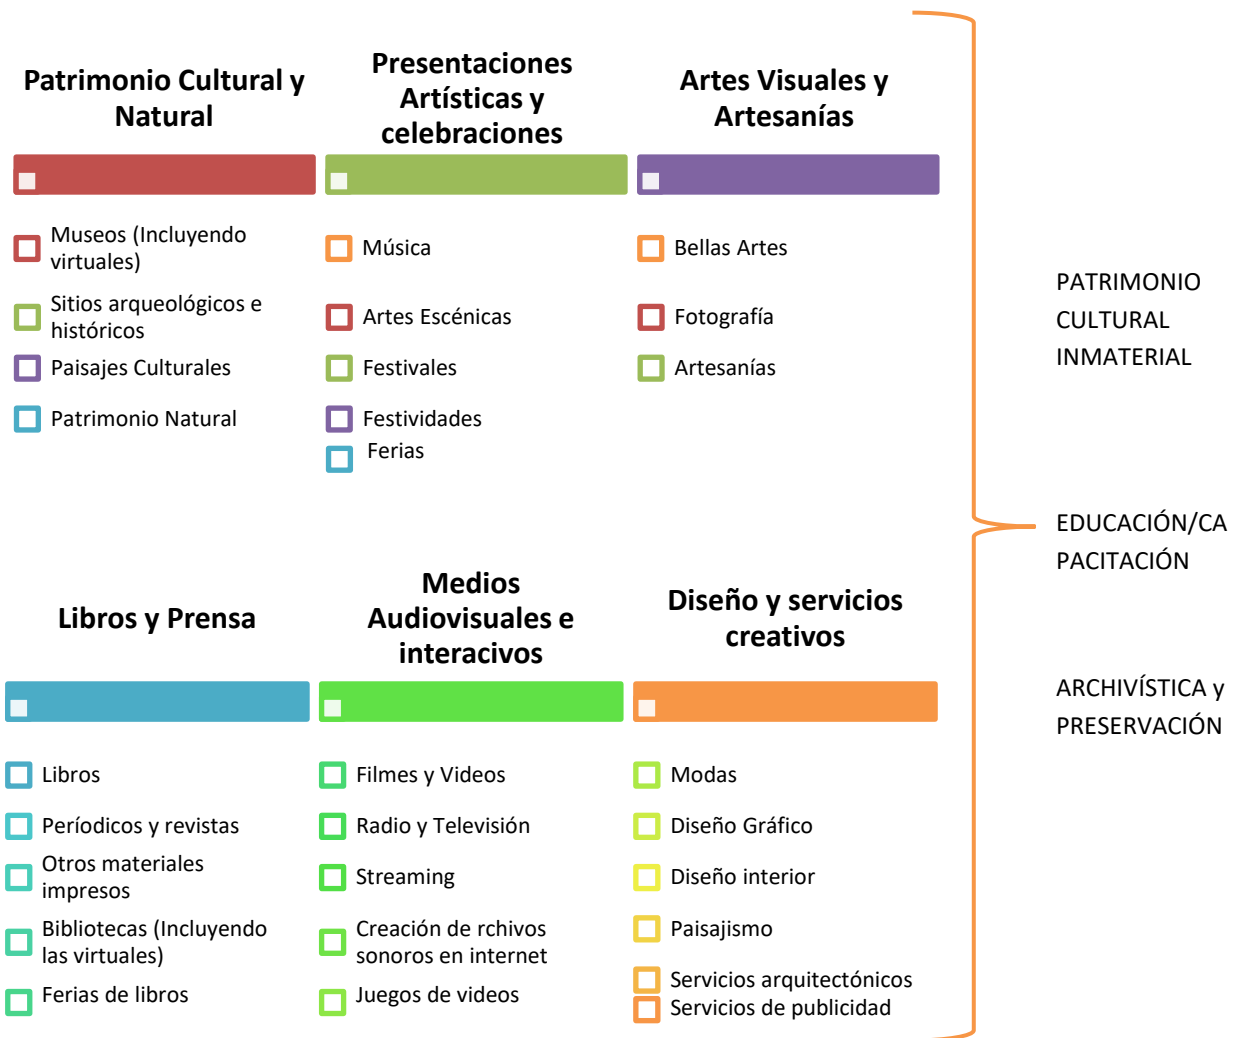 Patrimonio Cultural y
Natural
Museos (Incluyendo
virtuales)
Sitios arqueológicos e
históricos
Paisajes Culturales
Patrimonio Natural
Presentaciones
Artísticas y
celebraciones
Música
Artes Escénicas
Festivales
Festividades
Ferias
Artes Visuales y
Artesanías
Bellas Artes
Fotografía
Artesanías
Libros y Prensa
Libros
Períodicos y revistas
Otros materiales
impresos
Bibliotecas (Incluyendo
las virtuales)
Ferias de libros
Medios
Audiovisuales e
interacivos
Filmes y Videos
Radio y Televisión
Streaming
Creación de rchivos
sonoros en internet
Juegos de videos
Diseño y servicios
creativos
Modas
Diseño Gráfico
Diseño interior
Paisajismo
Servicios arquitectónicos
Servicios de publicidad
PATRIMONIO
CULTURAL
INMATERIAL
EDUCACIÓN/CA
PACITACIÓN
ARCHIVÍSTICA y
PRESERVACIÓN